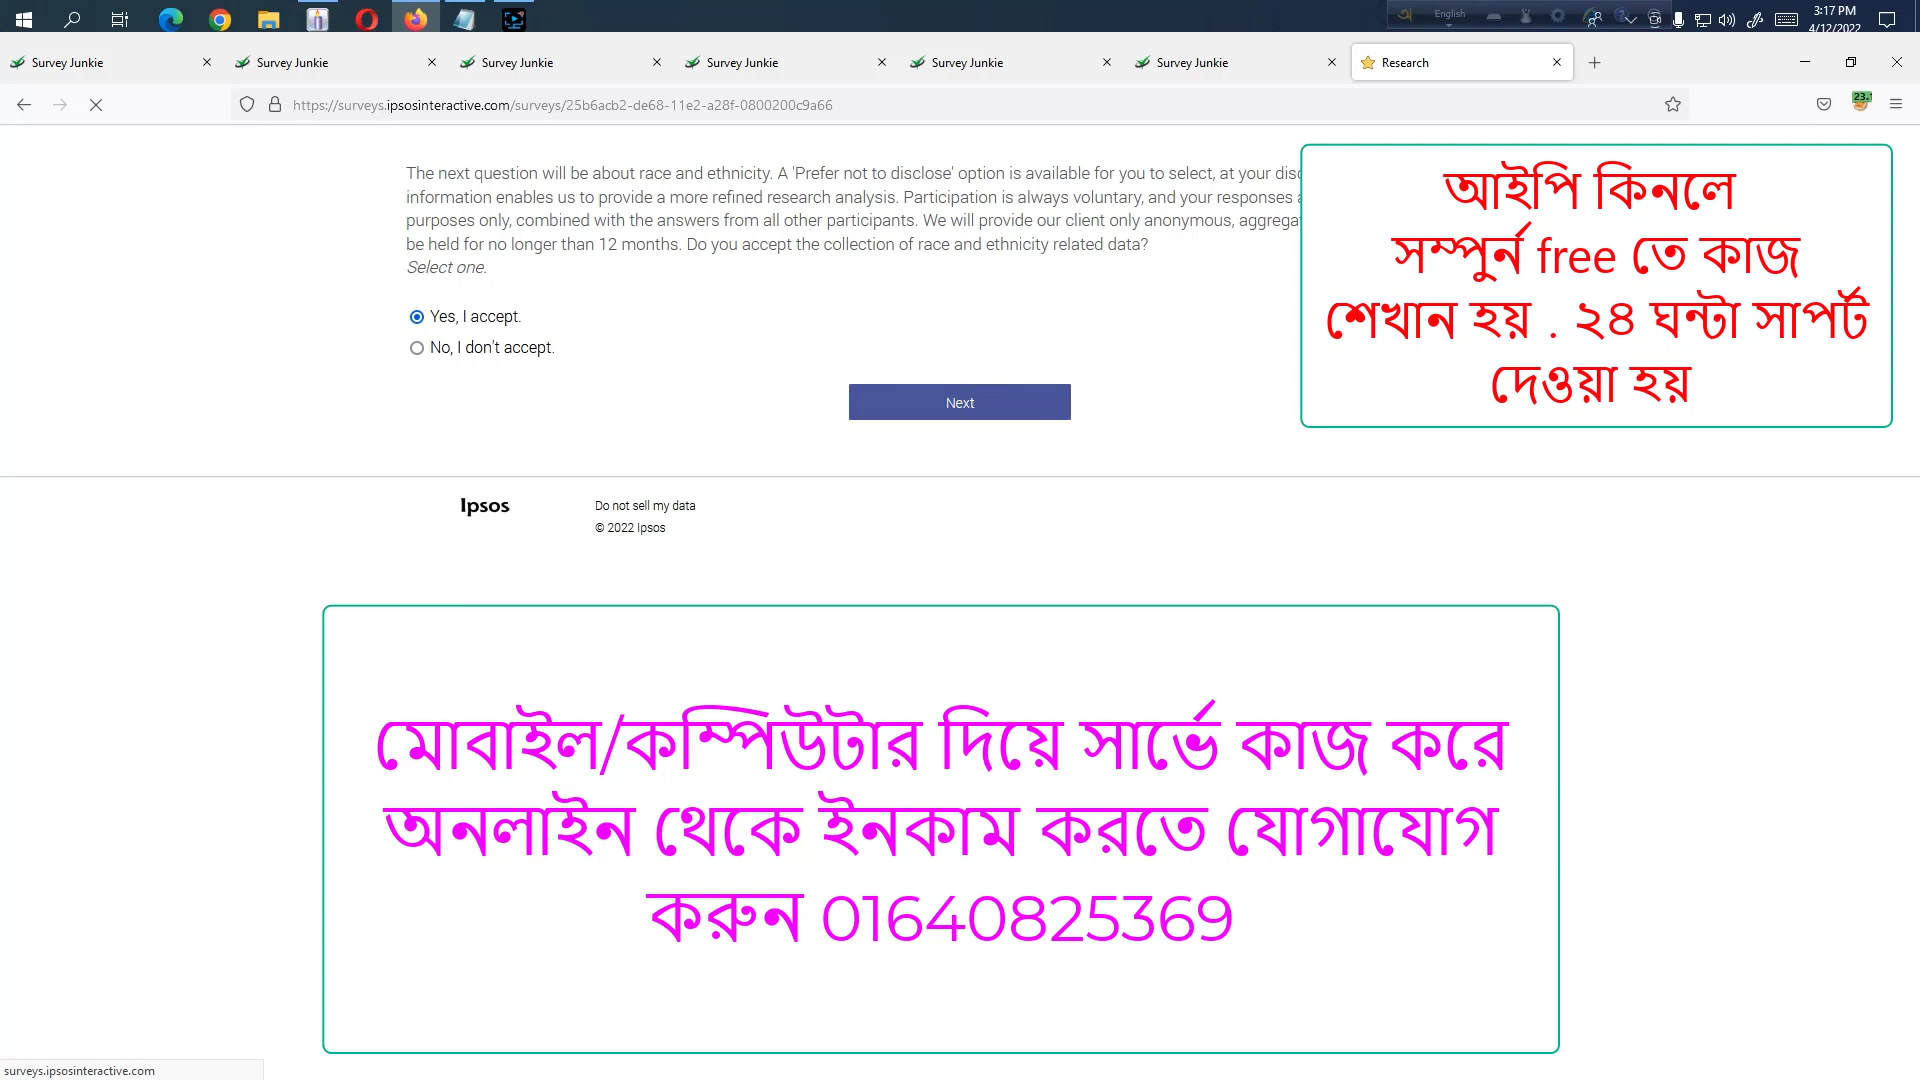 English
3:17 PM
4/12/2022
Survey Junkie
Survey Junkie
Survey Junkie
Survey Junkie
Survey Junkie
Survey Junkie
Research
https://surveys.ipsosinteractive.com/surveys/25b6acb2-de68-11e2-a28f-0800200c9a66
The next question will be about race and ethnicity. A 'Prefer not to disclose' option is available for you to select, at your
information enables us to provide a more refined research analysis. Participation is always voluntary, and your responses
purposes only, combined with the answers from all other participants. We will provide our client only anonymous,
be held for no longer than 12 months. Do you accept the collection of race and ethnicity related data?
Select one.
Yes, I accept.
No, I don't accept.
Next
আইপি কিনলে
সম্পুর্ন free তে কাজ
শেখান হয় . ২৪ ঘন্টা সাপর্ট
দেওয়া হয়
Ipsos
Do not sell my data
© 2022 Ipsos
মোবাইল/কম্পিউটার দিয়ে সার্ভে কাজ করে
অনলাইন থেকে ইনকাম করতে যোগাযোগ
করুন 01640825369
surveys.ipsosinteractive.com